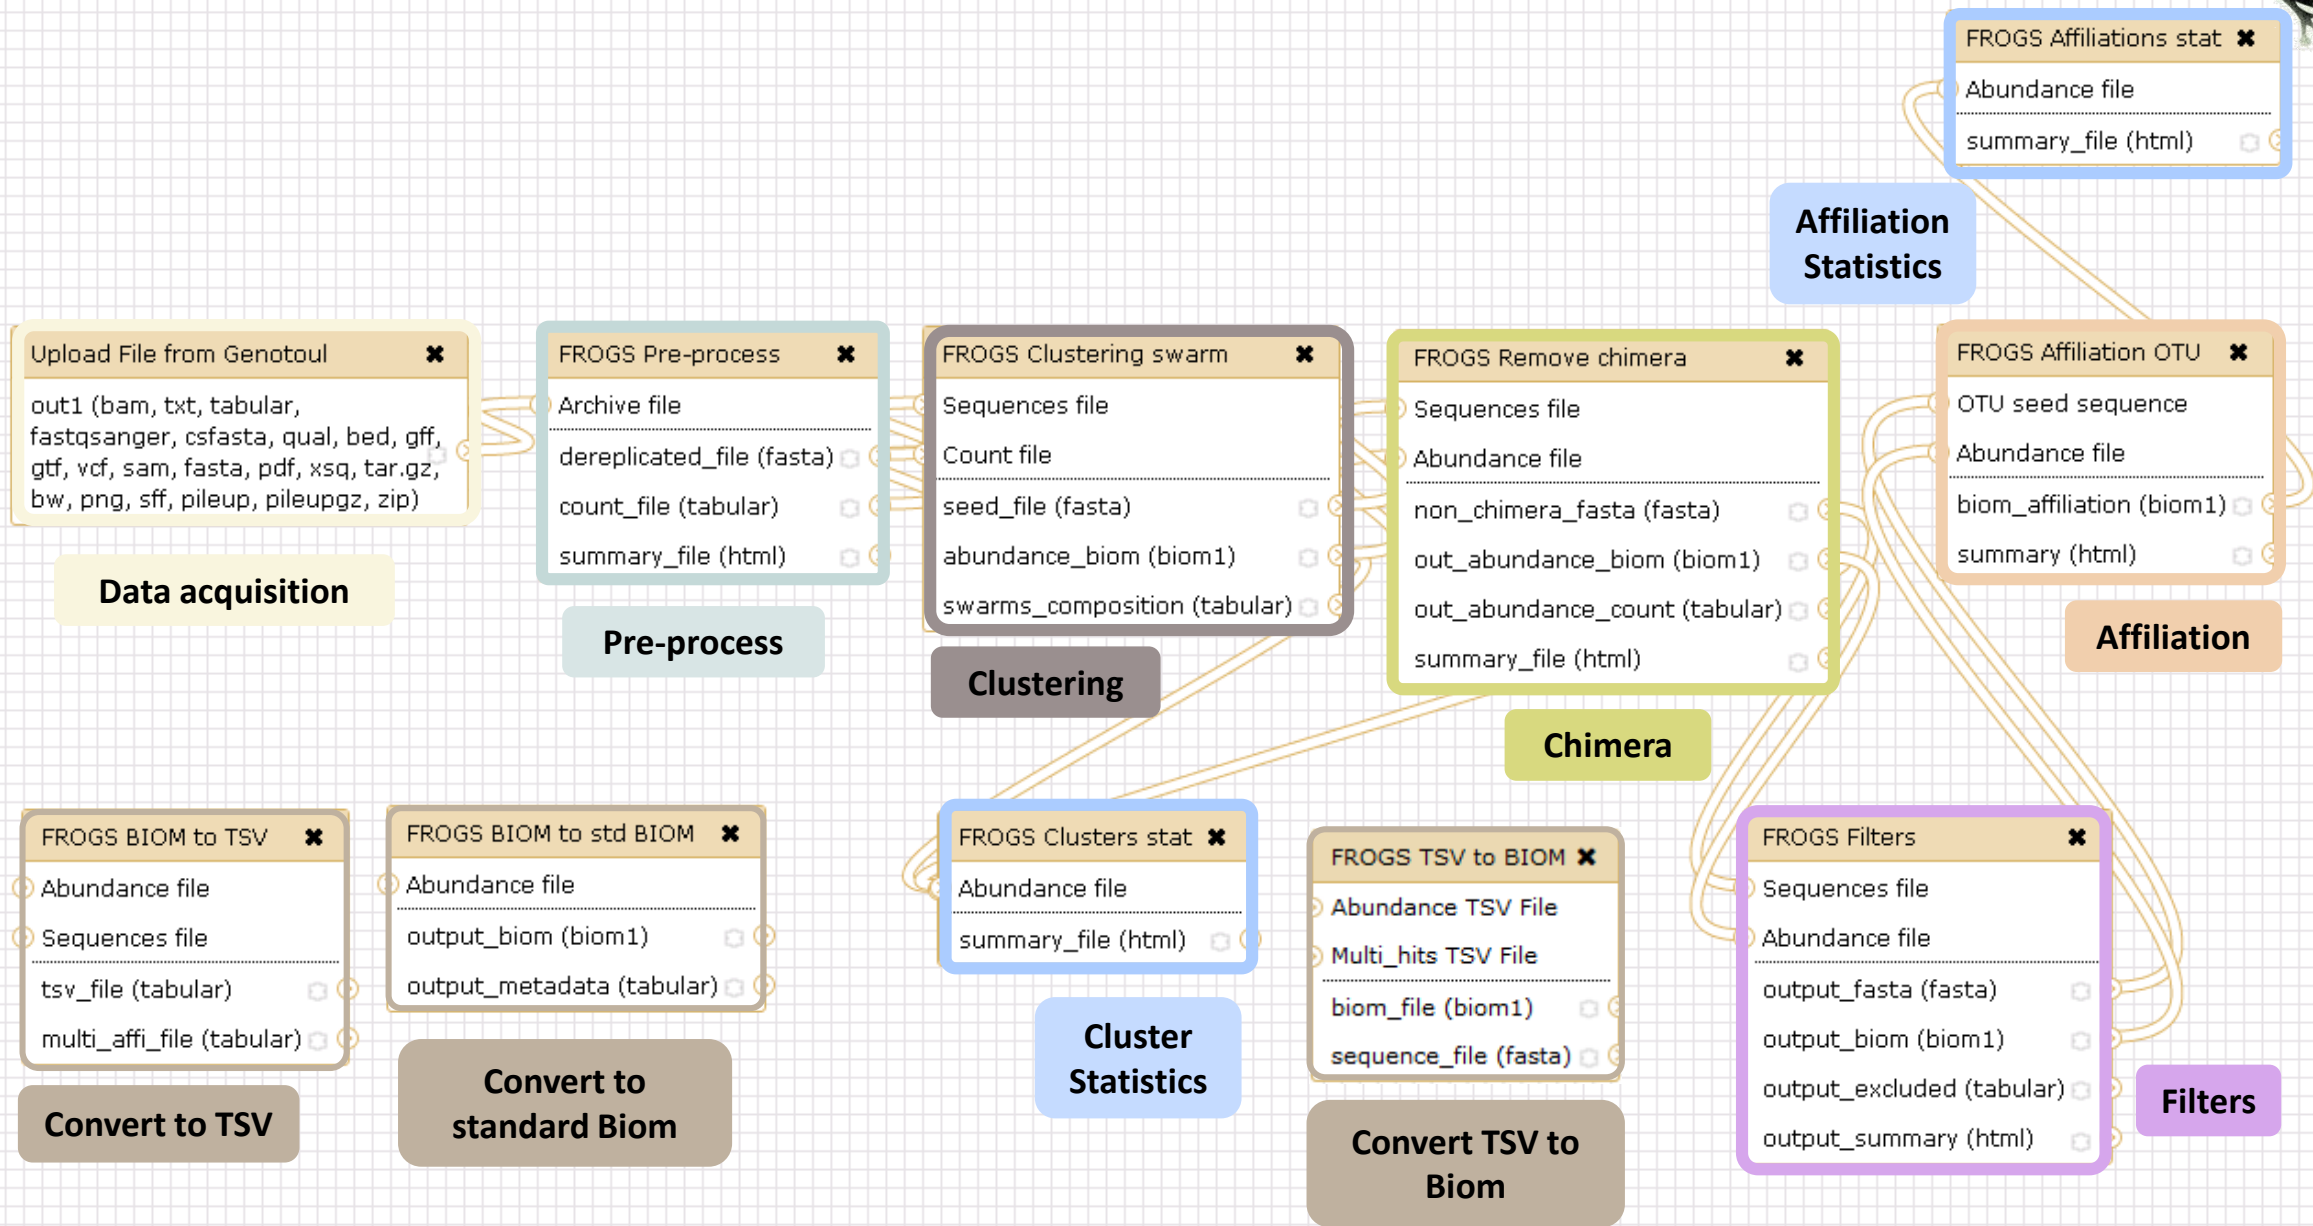 FROGS Affiliations stat
Abundance file
summary_file (html)
Affiliation
Statistics
Upload File from Genotoul
out1 (bam, txt, tabular,
fastqsanger, csfasta, qual, bed, gff,
gtf, vcf, sam, fasta, pdf, xsq, tar.gz,
bw, png, sff, pileup, pileupgz, zip)
Data acquisition
FROGS Pre-process
Archive file
dereplicated_file (fasta)
count_file (tabular)
summary_file (html)
Pre-process
FROGS Clustering swarm
Sequences file
Count file
seed_file (fasta)
abundance_biom (biom1)
swarms_composition (tabular)
Clustering
FROGS Remove chimera
Sequences file
Abundance file
non_chimera_fasta (fasta)
out_abundance_biom (biom1)
out_abundance_count (tabular)
summary_file (html)
Chimera
FROGS Affiliation OTU
OTU seed sequence
Abundance file
biom_affiliation (biom1)
summary (html)
Affiliation
FROGS BIOM to TSV
Abundance file
Sequences file
tsv_file (tabular)
multi_affi_file (tabular)
Convert to TSV
FROGS BIOM to std BIOM
Abundance file
output_biom (biom1)
output_metadata (tabular)
Convert to
standard Biom
FROGS Clusters stat
Abundance file
summary_file (html)
Cluster
Statistics
FROGS TSV to BIOM
Abundance TSV File
Multi_hits TSV File
biom_file (biom1)
sequence_file (fasta)
Convert TSV to
Biom
FROGS Filters
Sequences file
Abundance file
output_fasta (fasta)
output_biom (biom1)
output_excluded (tabular)
output_summary (html)
Filters